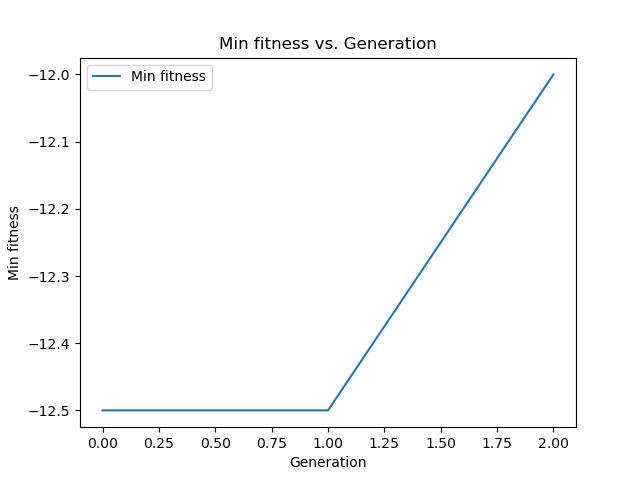 Min fitness vs. Generation
Min fitness
−12.0
−12.1
−12.2
−12.3
−12.4
−12.5
Min fitness
0.00 0.25 0.50 0.75 1.00 1.25 1.50 1.75 2.00
Generation